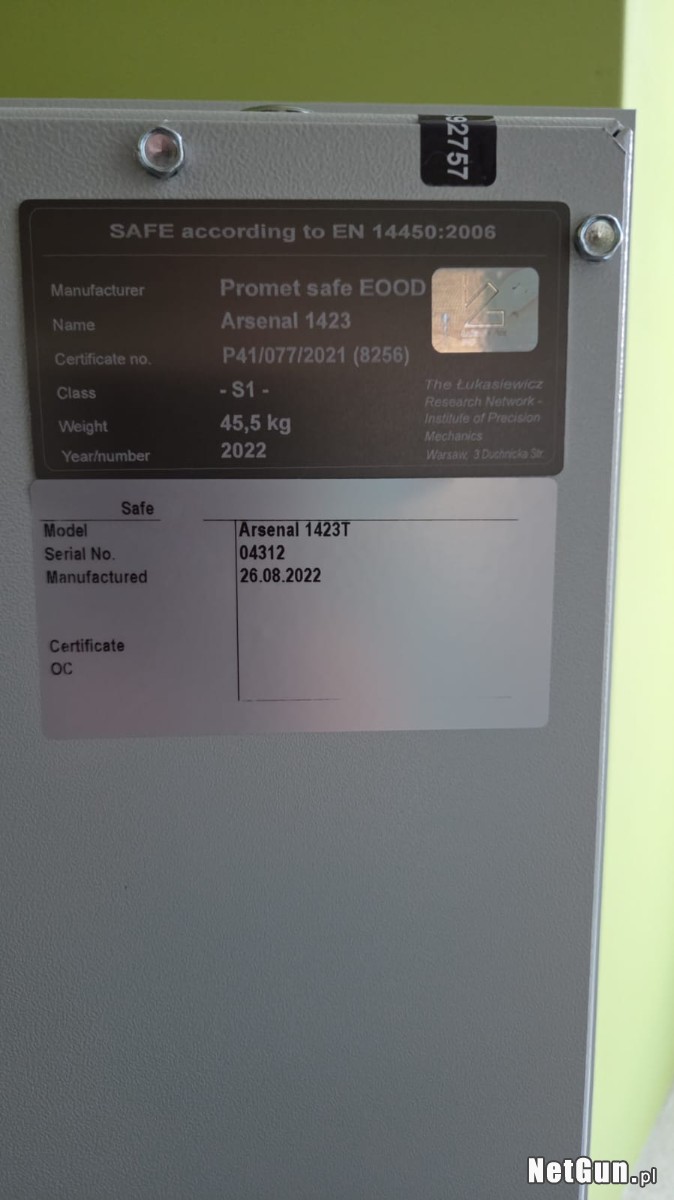 92757
SAFE according to EN 14450:2006
Manufacturer Promet safe EOOD
Name Arsenal 1423
Certificate no. P41/077/2021 (8256)
Class - S1 -
Weight 45,5 kg
Year/number 2022
The Łukasiewicz
Research Network -
Institute of Precision
Mechanics
Warsaw, 3 Duchnicka Str.
Safe
Model Arsenal 1423T
Serial No. 04312
Manufactured 26.08.2022
Certificate
OC
NetGun.pl